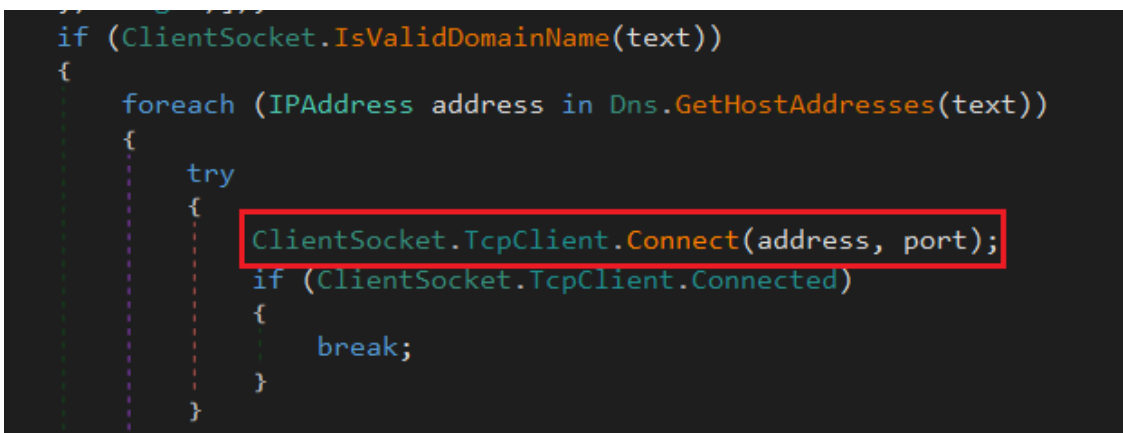 if (ClientSocket.IsValidDomainName(text))
{
foreach (IPAddress address in Dns.GetHostAddresses(text))
{
try
{
ClientSocket.TcpClient.Connect(address, port);
if (ClientSocket.TcpClient.Connected)
{
break;
}
}